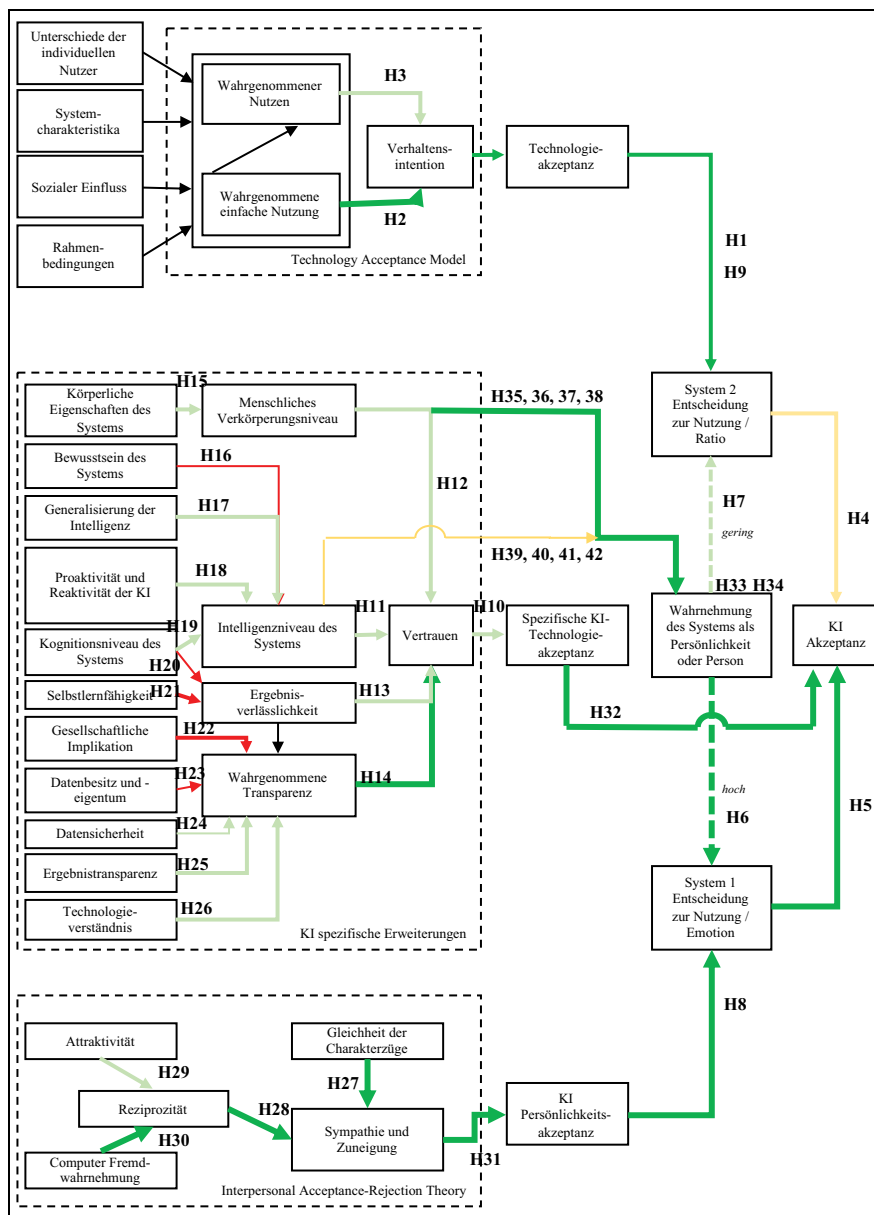 Unterschiede der
individuellen
Nutzer
System-
charakteristika
Sozialer Einfluss
Rahmen-
bedingungen
Wahrgenommener
Nutzen
Wahrgenommene
einfache Nutzung
H3
H2
Verhaltens-
intention
Technology Acceptance Model
Technologie-
akzeptanz
H1
H9
Körperliche
Eigenschaften des
Systems
H15
Menschliches
Verkörperungsniveau
Bewusstsein des
Systems
H16
Generalisierung der
Intelligenz
H17
Proaktivität und
Reaktivität der KI
H18
Kognitionsniveau des
Systems
H19
H20
Selbstlernfähigkeit
H21
Gesellschaftliche
Implikation
H22
Datenbesitz und -
eigentum
H23
Datensicherheit
H24
Ergebnistransparenz
H25
Technologie-
verständnis
H26
Intelligenzniveau des
Systems
H11
Ergebnis-
verlässlichkeit
H13
Wahrgenommene
Transparenz
H14
H12
Vertrauen
H10
KI spezifische Erweiterungen
H35, 36, 37, 38
H39, 40, 41, 42
Spezifische KI-
Technologie-
akzeptanz
H32
System 2
Entscheidung
zur Nutzung /
Ratio
H7
gering
H4
H33 H34
Wahrnehmung
des Systems als
Persönlichkeit
oder Person
KI
Akzeptanz
hoch
H6
H5
System 1
Entscheidung
zur Nutzung /
Emotion
H8
Attraktivität
H29
Reziprozität
H30
Computer Fremd-
wahrnehmung
H28
Gleichheit der
Charakterzüge
H27
Sympathie und
Zuneigung
H31
Interpersonal Acceptance-Rejection Theory
KI
Persönlichkeits-
akzeptanz